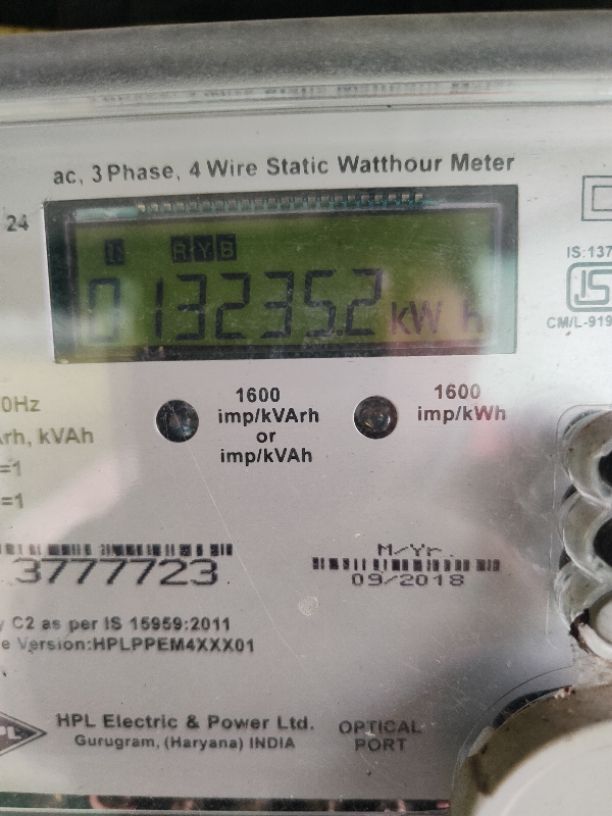 ac, 3 Phase, 4 Wire Static Watthour Meter
24
RYB
013235.2 kWh
IS:137
CM/L-919
1600
imp/kVArh
or
imp/kVAh
1600
imp/kWh
0Hz
rh, kVAh
=1
=1
3777723
M/Yr.
09/2018
y C2 as per IS 15959:2011
e Version:HPLPPEM4XXX01
HPL Electric & Power Ltd.
Gurugram, (Haryana) INDIA
OPTICAL
PORT